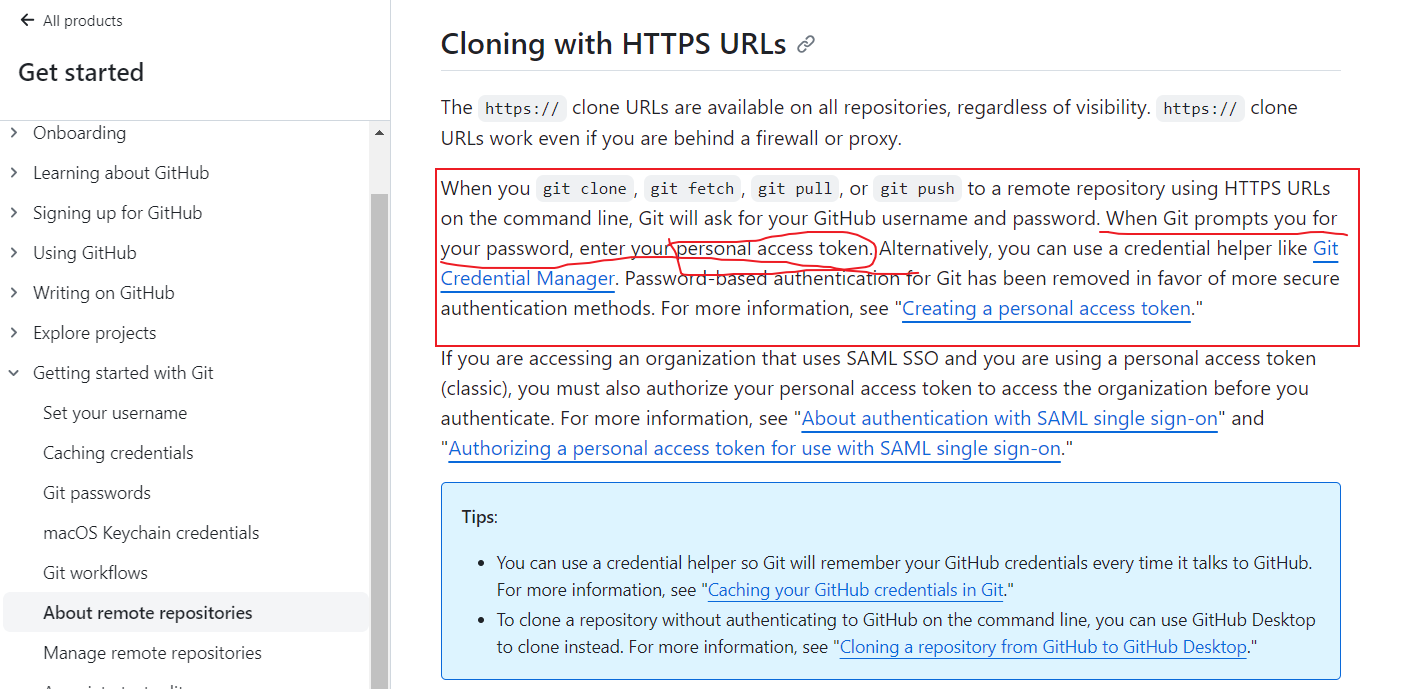 All products
Get started
Onboarding
Learning about GitHub
Signing up for GitHub
Using GitHub
Writing on GitHub
Explore projects
Getting started with Git
Set your username
Caching credentials
Git passwords
macOS Keychain credentials
Git workflows
About remote repositories
Manage remote repositories
Cloning with HTTPS URLs
The https:// clone URLs are available on all repositories, regardless of visibility. https:// clone
URLs work even if you are behind a firewall or proxy.
When you git clone, git fetch, git pull, or git push to a remote repository using HTTPS URLs
on the command line, Git will ask for your GitHub username and password. When Git prompts you for
your password, enter your personal access token. Alternatively, you can use a credential helper like Git
Credential Manager. Password-based authentication for Git has been removed in favor of more secure
authentication methods. For more information, see "Creating a personal access token."
If you are accessing an organization that uses SAML SSO and you are using a personal access token
(classic), you must also authorize your personal access token to access the organization before you
authenticate. For more information, see "About authentication with SAML single sign-on" and
"Authorizing a personal access token for use with SAML single sign-on."
Tips:
• You can use a credential helper so Git will remember your GitHub credentials every time it talks to GitHub.
For more information, see "Caching your GitHub credentials in Git."
• To clone a repository without authenticating to GitHub on the command line, you can use GitHub Desktop
to clone instead. For more information, see "Cloning a repository from GitHub to GitHub Desktop."